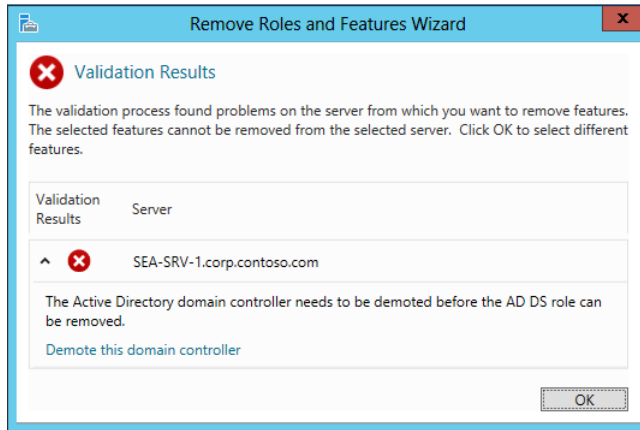 Remove Roles and Features Wizard
x
Validation Results
The validation process found problems on the server from which you want to remove features.
The selected features cannot be removed from the selected server.  Click OK to select different
features.
Validation
Results
Server
SEA-SRV-1.corp.contoso.com
The Active Directory domain controller needs to be demoted before the AD DS role can
be removed.
Demote this domain controller
OK